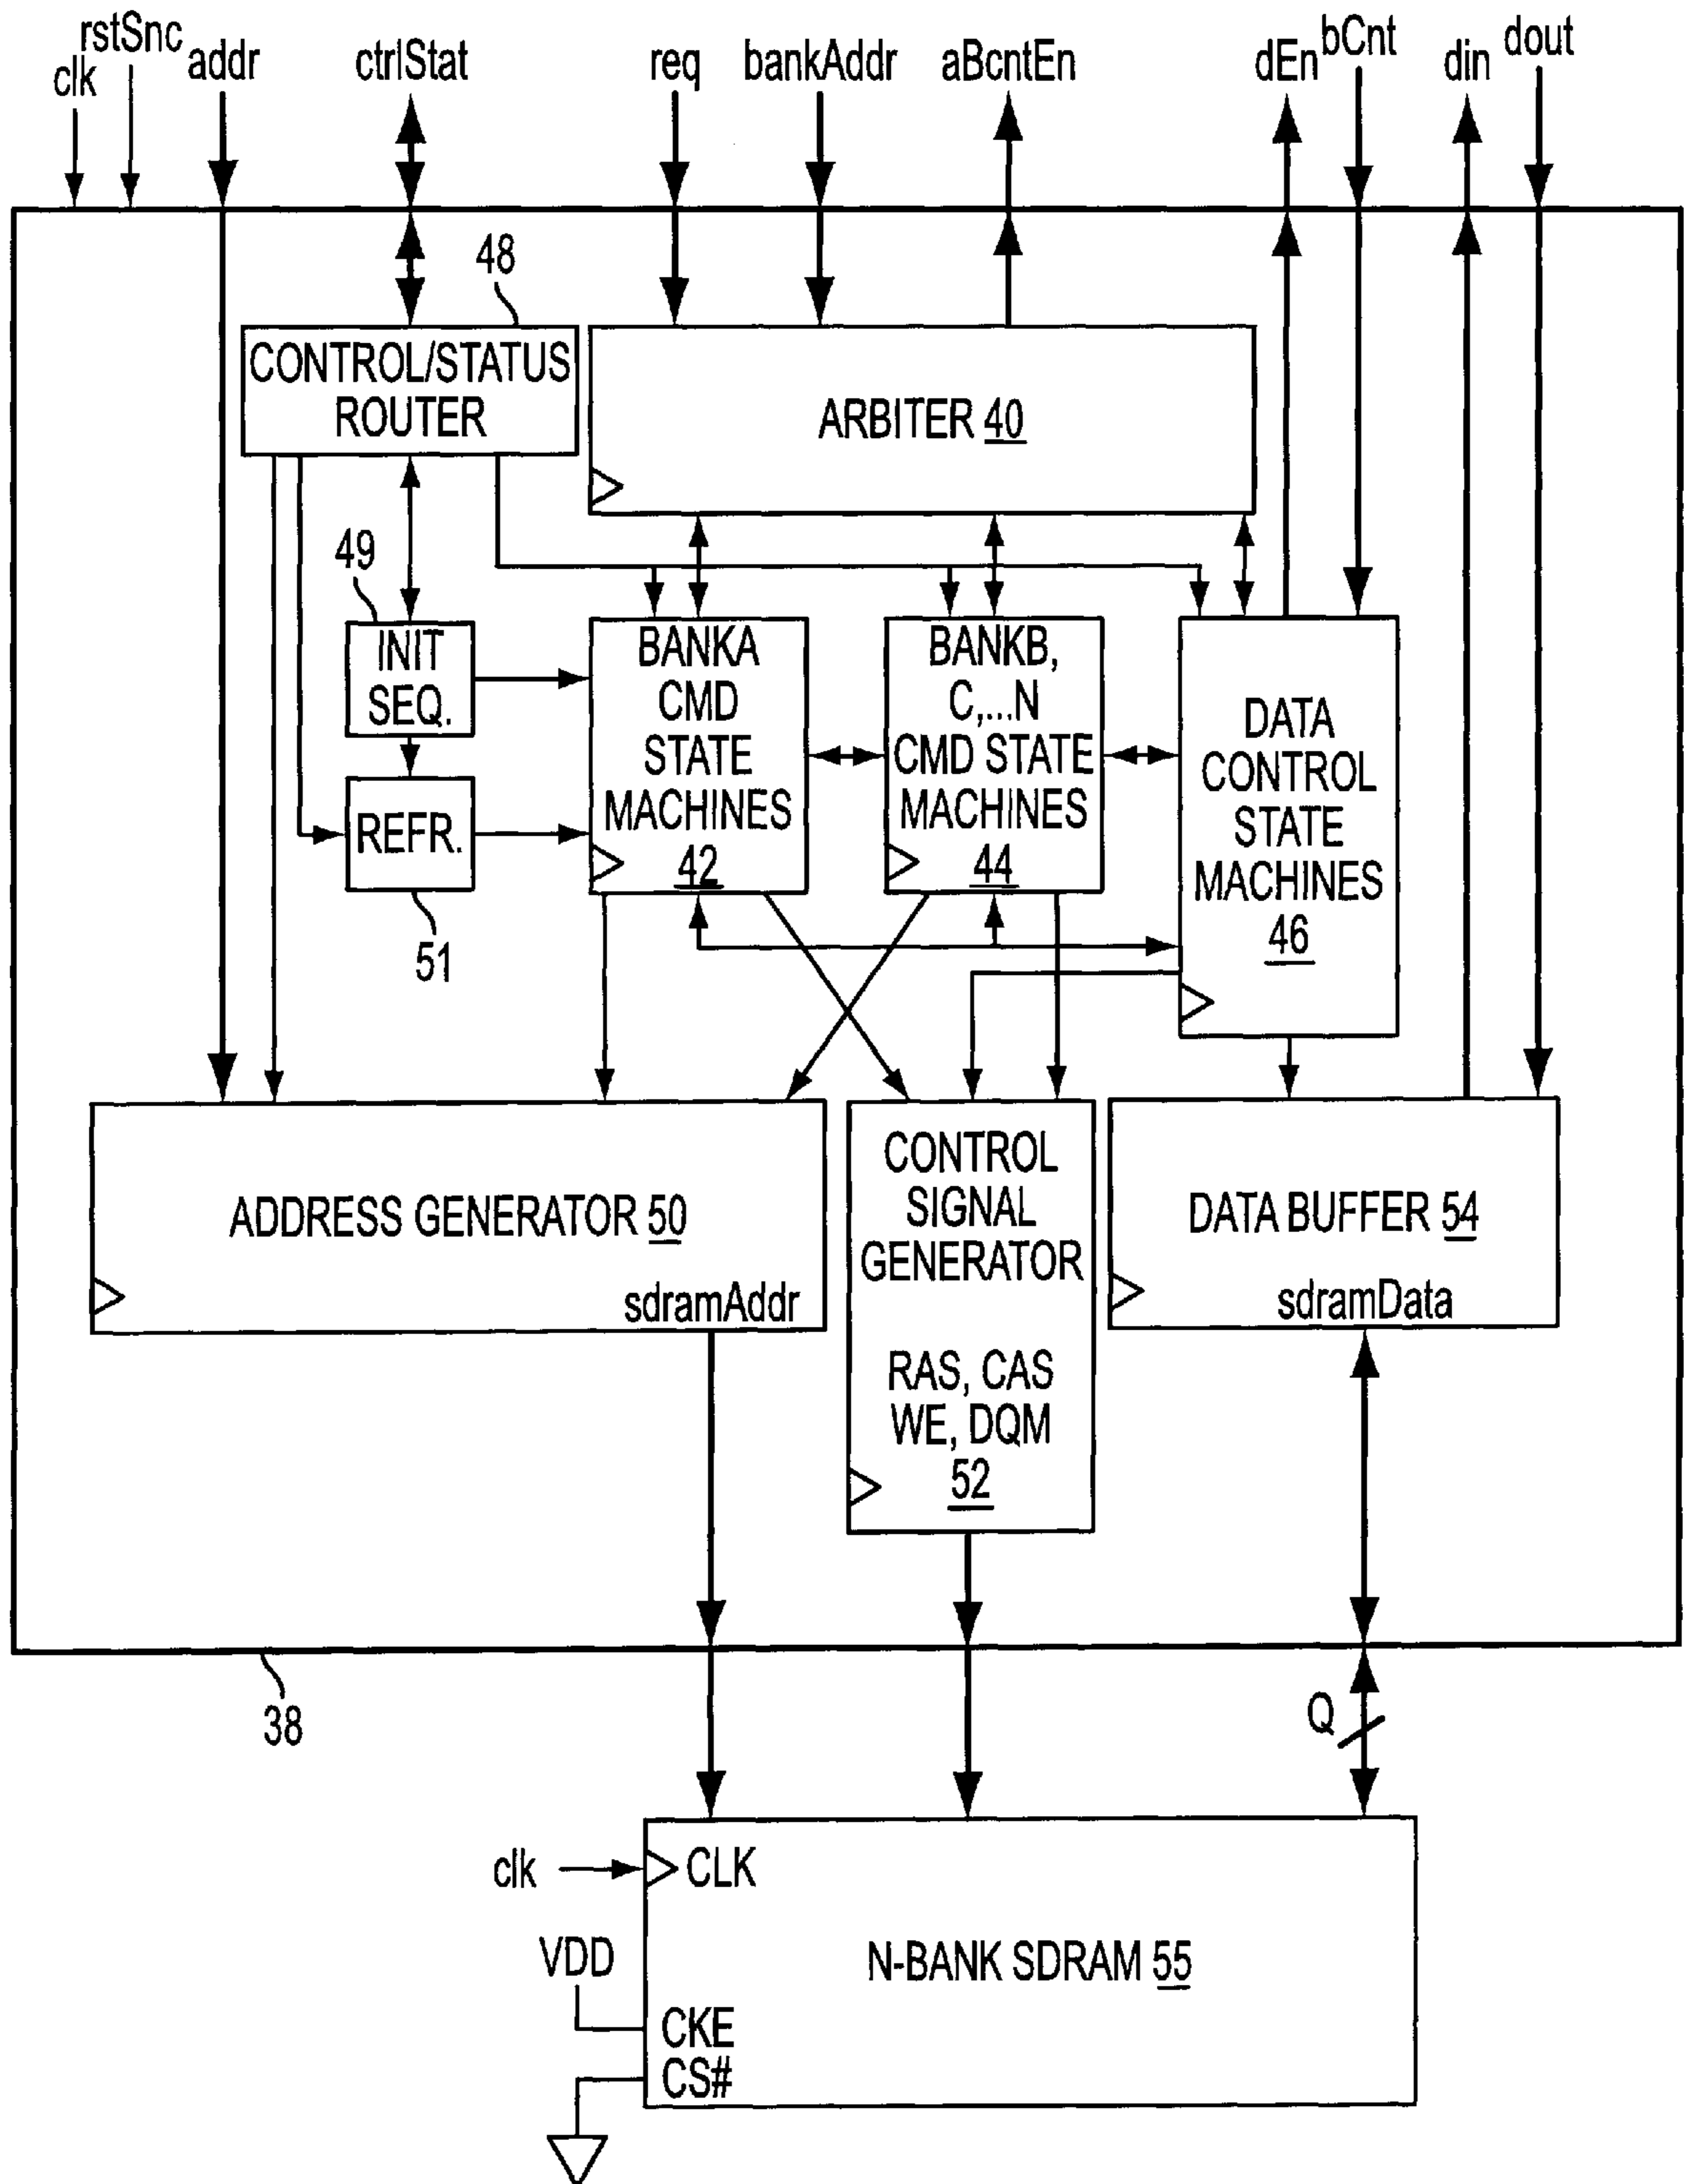 rstSnc
clk
addr
ctrlStat
req
bankAddr
aBcntEn
dEn
bCnt
din
dout
48
CONTROL/STATUS
ROUTER
ARBITER 40
49
INIT
SEQ.
REFR.
51
BANKA
CMD
STATE
MACHINES
42
BANKB,
C,...N
CMD STATE
MACHINES
44
DATA
CONTROL
STATE
MACHINES
46
ADDRESS GENERATOR 50
sdramAddr
CONTROL
SIGNAL
GENERATOR
RAS, CAS
WE, DQM
52
DATA BUFFER 54
sdramData
38
Q
clk
CLK
N-BANK SDRAM 55
VDD
CKE
CS#